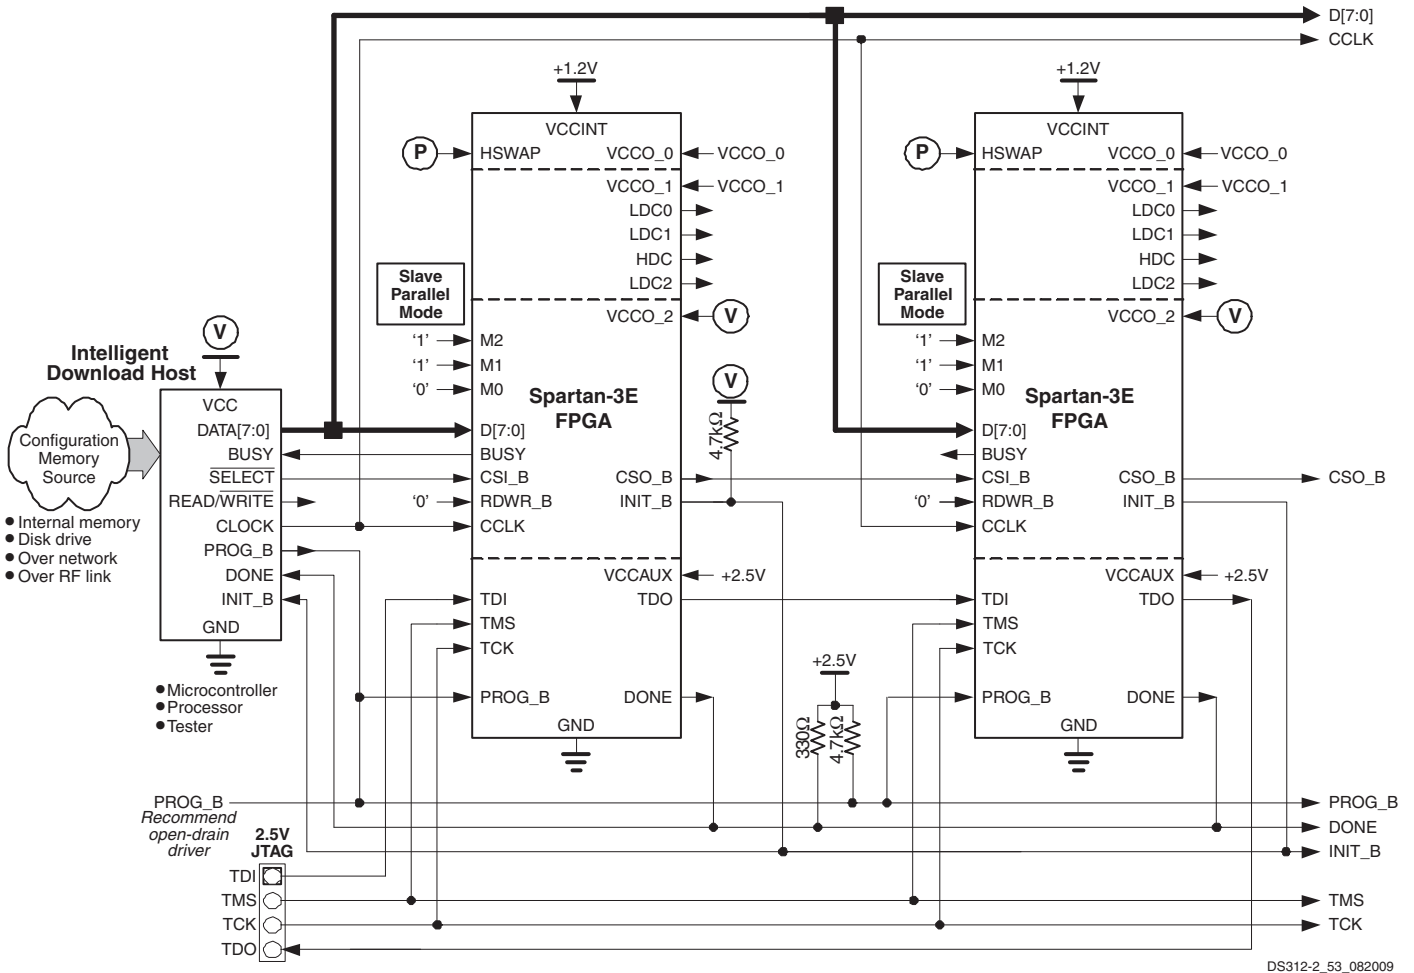 D[7:0]
CCLK
+1.2V
+1.2V
VCCINT
VCCINT
P
HSWAP
VCCO_0
VCCO_0
P
HSWAP
VCCO_0
VCCO_0
VCCO_1
VCCO_1
VCCO_1
VCCO_1
LDC0
LDC0
LDC1
LDC1
HDC
HDC
LDC2
LDC2
Slave
Parallel
Mode
Slave
Parallel
Mode
VCCO_2
V
VCCO_2
V
V
'1'
M2
'1'
M2
'1'
M1
'1'
M1
'0'
M0
'0'
M0
V
Intelligent
Download Host
Spartan-3E
FPGA
Spartan-3E
FPGA
4.7kΩ
VCC
DATA[7:0]
D[7:0]
D[7:0]
BUSY
BUSY
BUSY
SELECT
CSI_B
CSO_B
CSI_B
CSO_B
CSO_B
READ/WRITE
'0'
RDWR_B
INIT_B
'0'
RDWR_B
INIT_B
CLOCK
CCLK
CCLK
PROG_B
DONE
INIT_B
GND
Configuration
Memory
Source
Internal memory
Disk drive
Over network
Over RF link
Microcontroller
Processor
Tester
VCCAUX
+2.5V
VCCAUX
+2.5V
TDI
TDO
TDI
TDO
TMS
TMS
TCK
TCK
+2.5V
330Ω
4.7kΩ
PROG_B
DONE
PROG_B
DONE
GND
GND
PROG_B
Recommend
open-drain
driver
PROG_B
DONE
INIT_B
2.5V
JTAG
TDI
TMS
TMS
TCK
TCK
TDO
DS312-2_53_082009